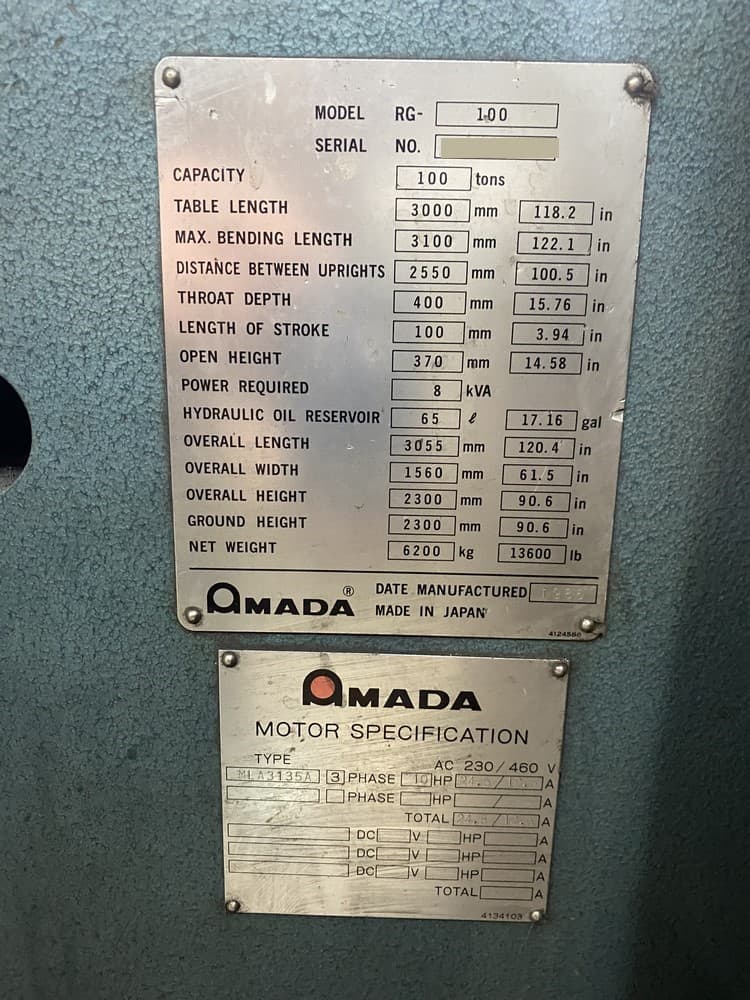 MODEL RG- 100
SERIAL NO.
CAPACITY 100 tons
TABLE LENGTH 3000 mm 118.2 in
MAX. BENDING LENGTH 3100 mm 122.1 in
DISTANCE BETWEEN UPRIGHTS 2550 mm 100.5 in
THROAT DEPTH 400 mm 15.76 in
LENGTH OF STROKE 100 mm 3.94 in
OPEN HEIGHT 370 mm 14.58 in
POWER REQUIRED 8 kVA
HYDRAULIC OIL RESERVOIR 65 ℓ 17.16 gal
OVERALL LENGTH 3055 mm 120.4 in
OVERALL WIDTH 1560 mm 61.5 in
OVERALL HEIGHT 2300 mm 90.6 in
GROUND HEIGHT 2300 mm 90.6 in
NET WEIGHT 6200 kg 13600 lb
AMADA ® DATE MANUFACTURED
MADE IN JAPAN
4124586
AMADA
MOTOR SPECIFICATION
TYPE AC 230/460 V
MLA3135A 3 PHASE 10 HP A
PHASE HP / A
TOTAL A
DC V HP A
DC V HP A
DC V HP A
TOTAL A
4134103